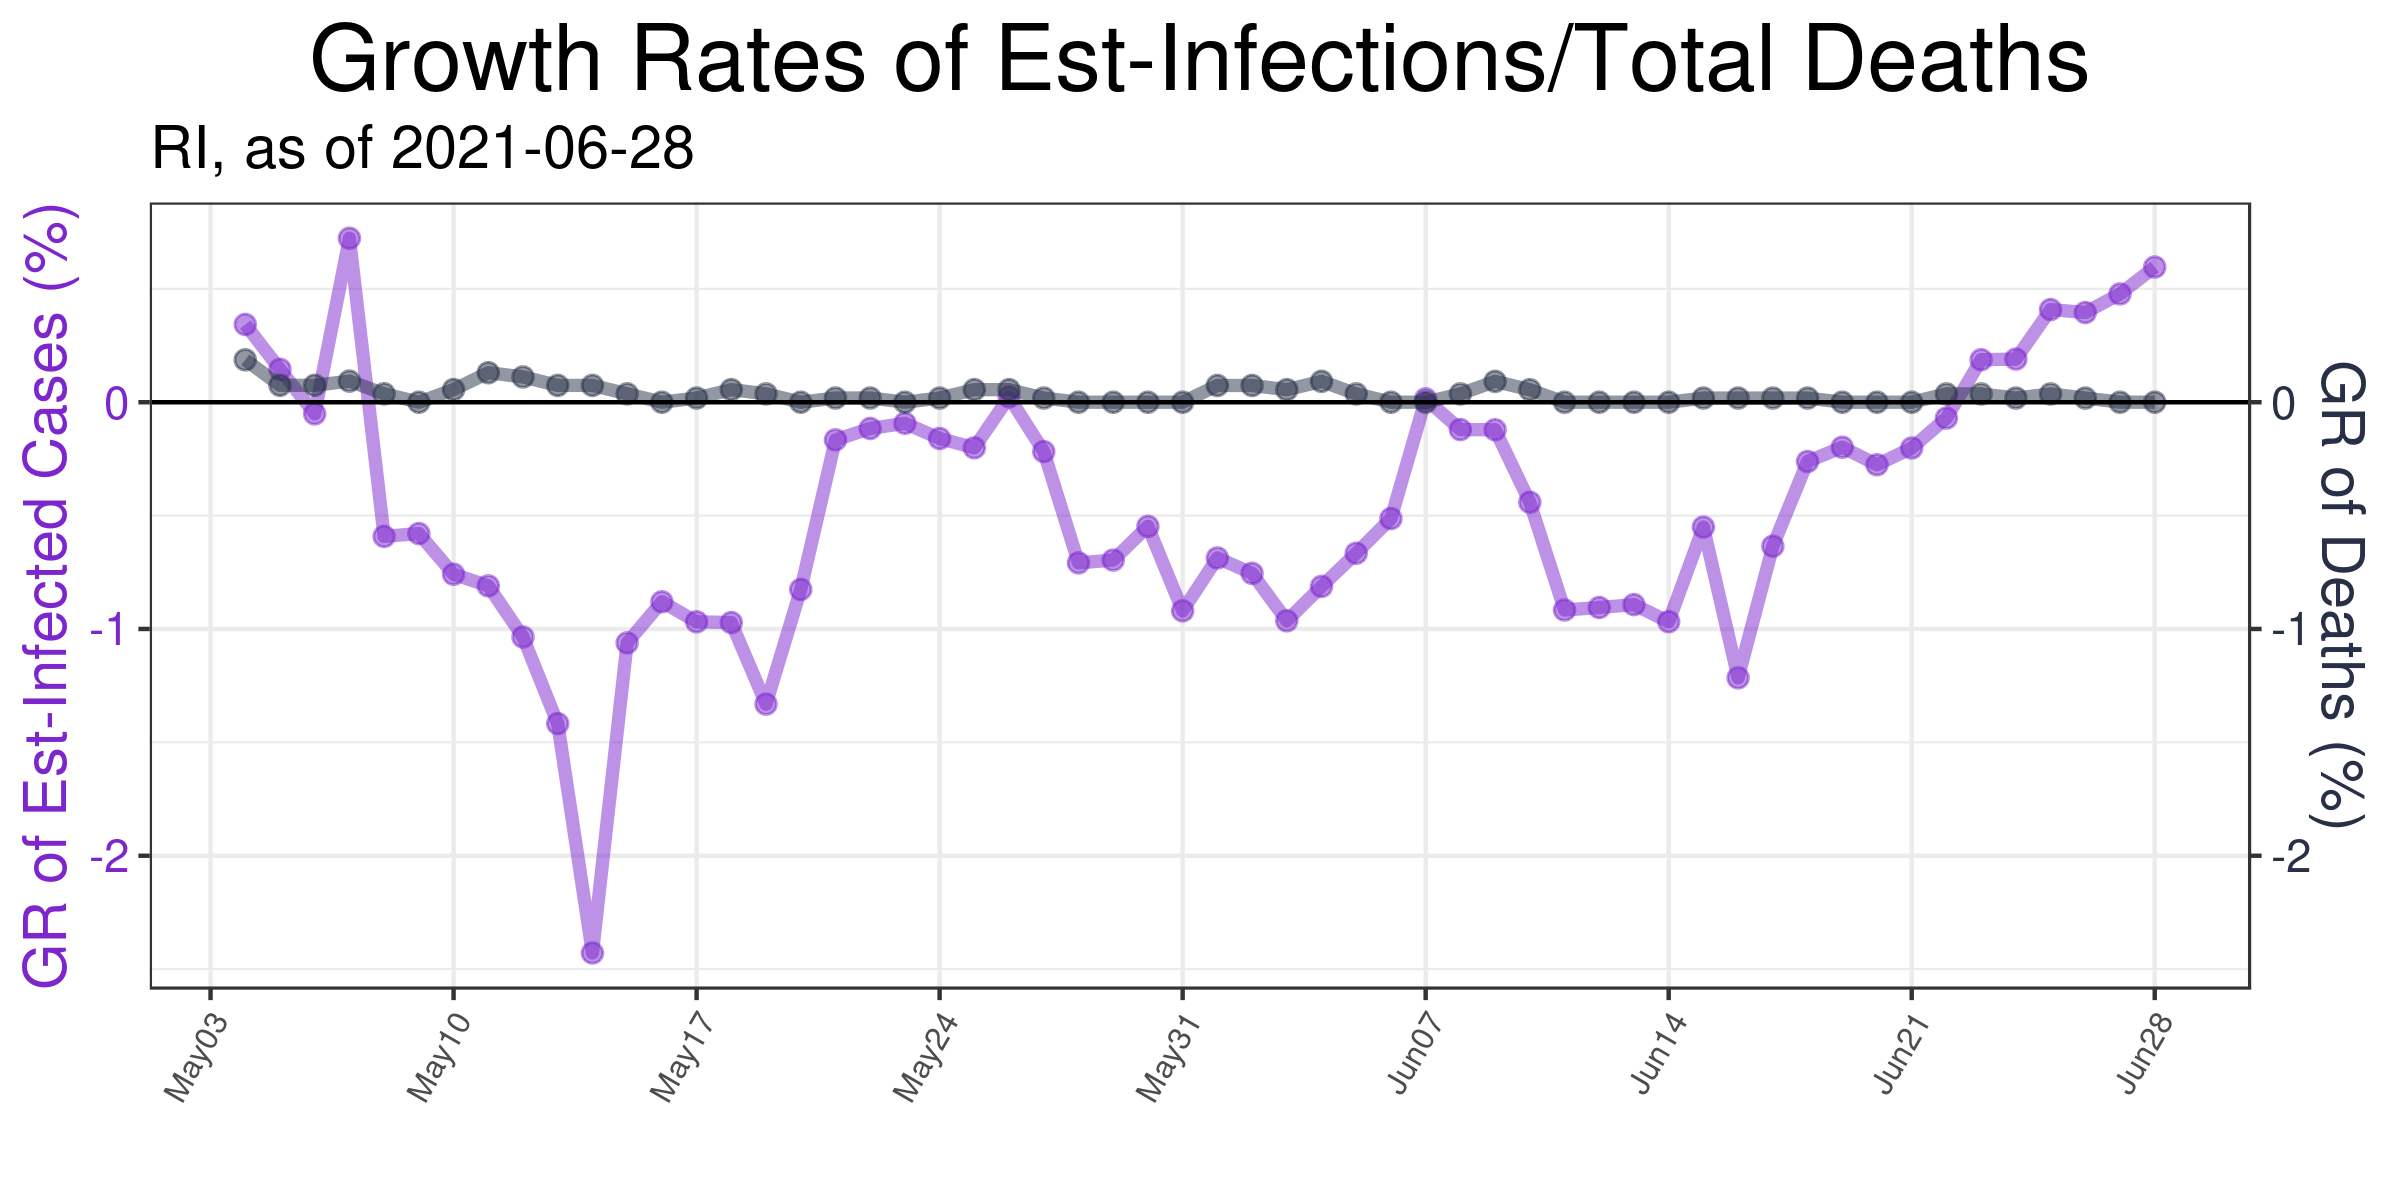 Growth Rates of Est-Infections/Total Deaths
RI, as of 2021-06-28
GR of Est-Infected Cases (%)
0
-1
-2
0
-1
-2
GR of Deaths (%)
May03
May10
May17
May24
May31
Jun07
Jun14
Jun21
Jun28